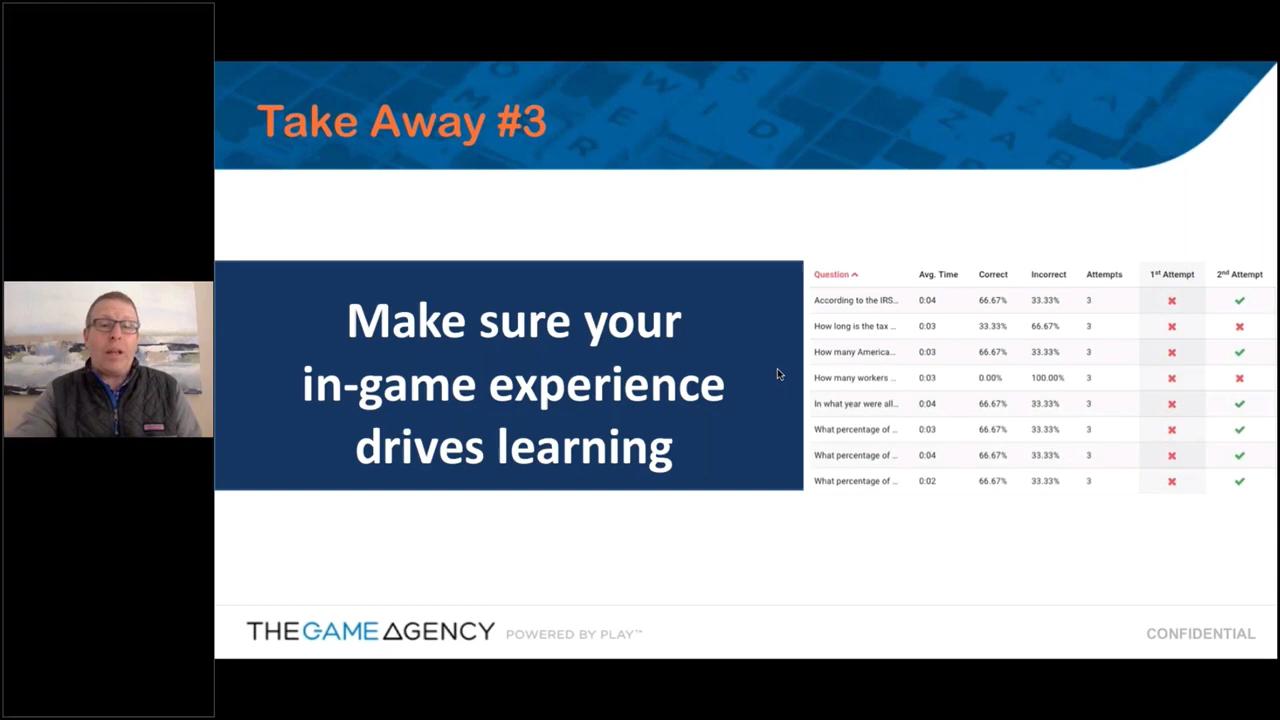 Take Away #3
Make sure your
in-game experience
drives learning
Question Avg. Time Correct Incorrect Attempts 1st Attempt 2nd Attempt
According to the IRS... 0:04 66.67% 33.33% 3 ✖ ✔
How long is the tax ... 0:03 33.33% 66.67% 3 ✖ ✖
How many America... 0:03 66.67% 33.33% 3 ✖ ✔
How many workers ... 0:03 0.00% 100.00% 3 ✖ ✖
In what year were all... 0:04 66.67% 33.33% 3 ✖ ✔
What percentage of ... 0:03 66.67% 33.33% 3 ✖ ✔
What percentage of ... 0:04 66.67% 33.33% 3 ✖ ✔
What percentage of ... 0:02 66.67% 33.33% 3 ✖ ✔
THEGAMEAGENCY POWERED BY PLAY™
CONFIDENTIAL